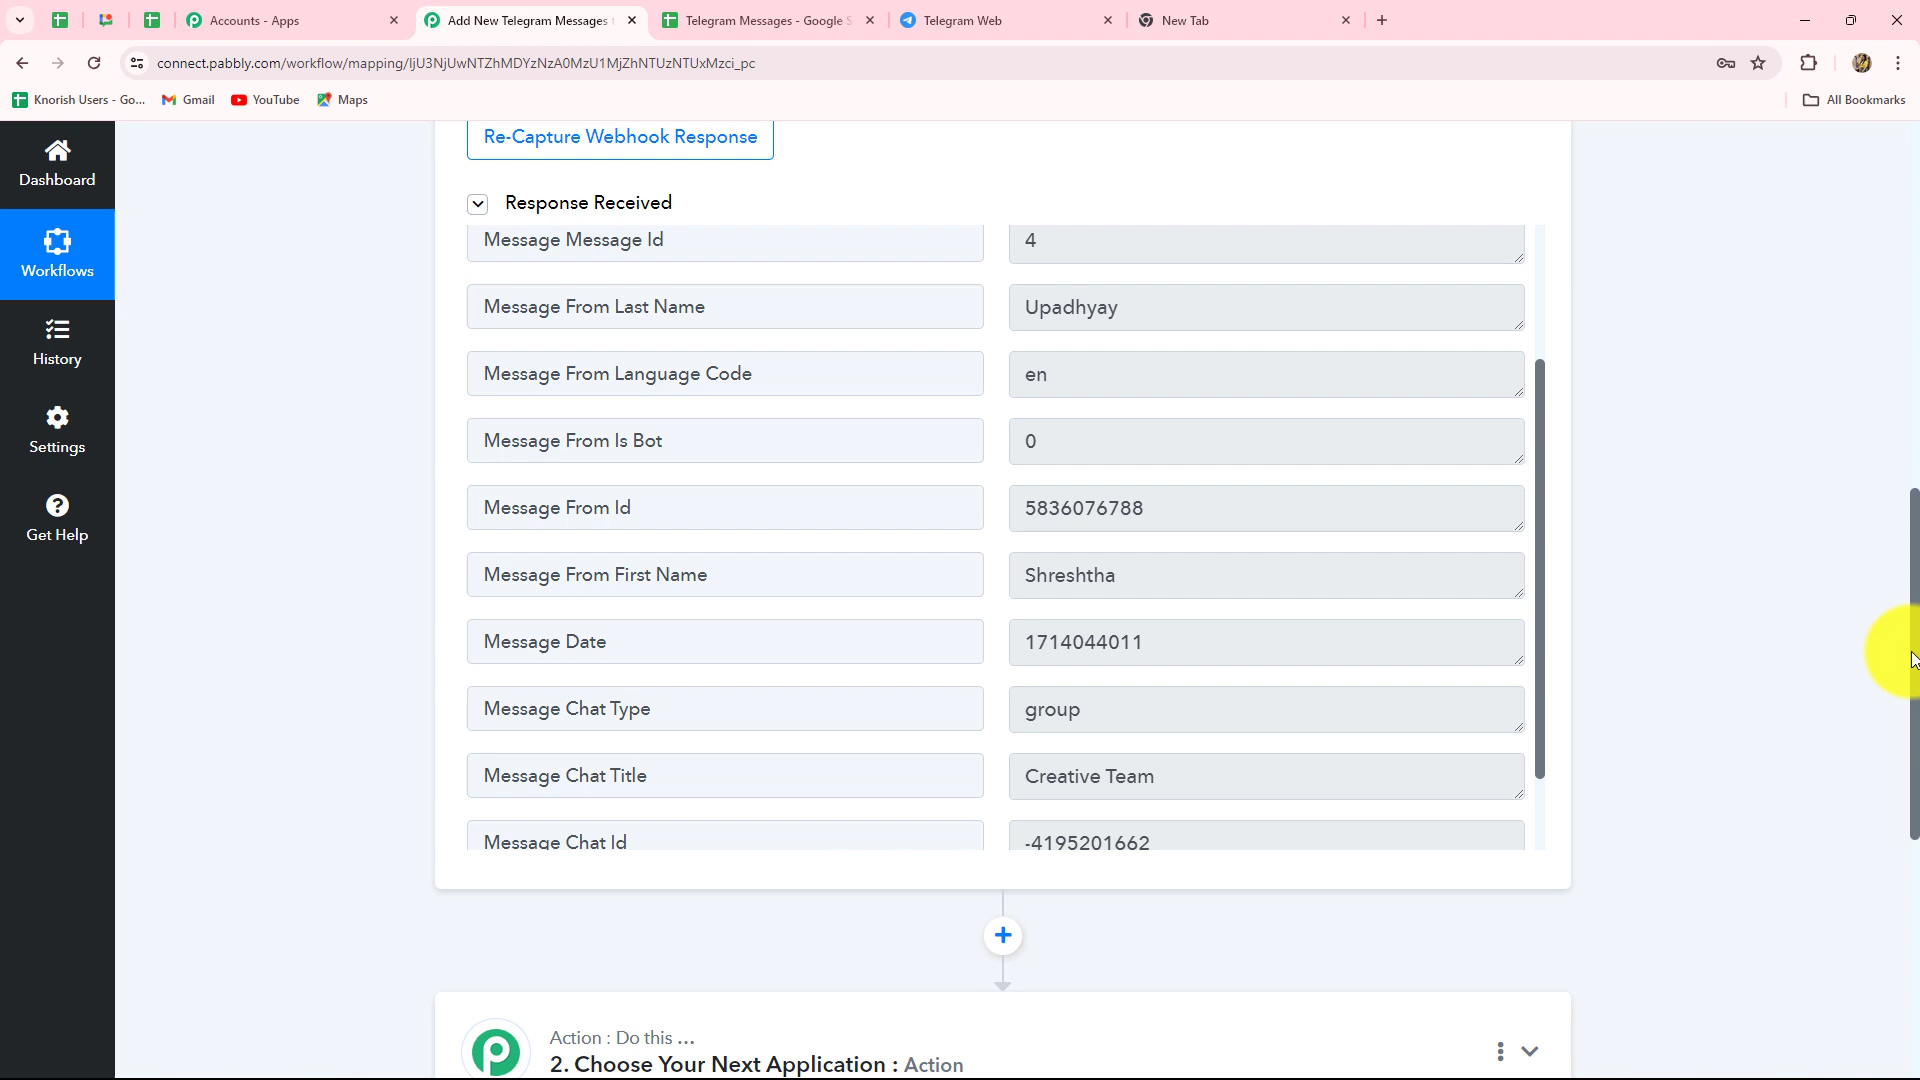 Accounts - Apps
Add New Telegram Messages
Telegram Messages - Google S
Telegram Web
New Tab
connect.pabbly.com/workflow/mapping/IjU3NjUwNTZhMDYzNzA0MzU1MjZhNTUzNTUxMzci_pc
Knorish Users - Go...
Gmail
YouTube
Maps
All Bookmarks
Dashboard
Workflows
History
Settings
Get Help
Re-Capture Webhook Response
Response Received
Message Message Id
4
Message From Last Name
Upadhyay
Message From Language Code
en
Message From Is Bot
0
Message From Id
5836076788
Message From First Name
Shreshtha
Message Date
1714044011
Message Chat Type
group
Message Chat Title
Creative Team
Message Chat Id
-4195201662
Action : Do this ...
2. Choose Your Next Application : Action